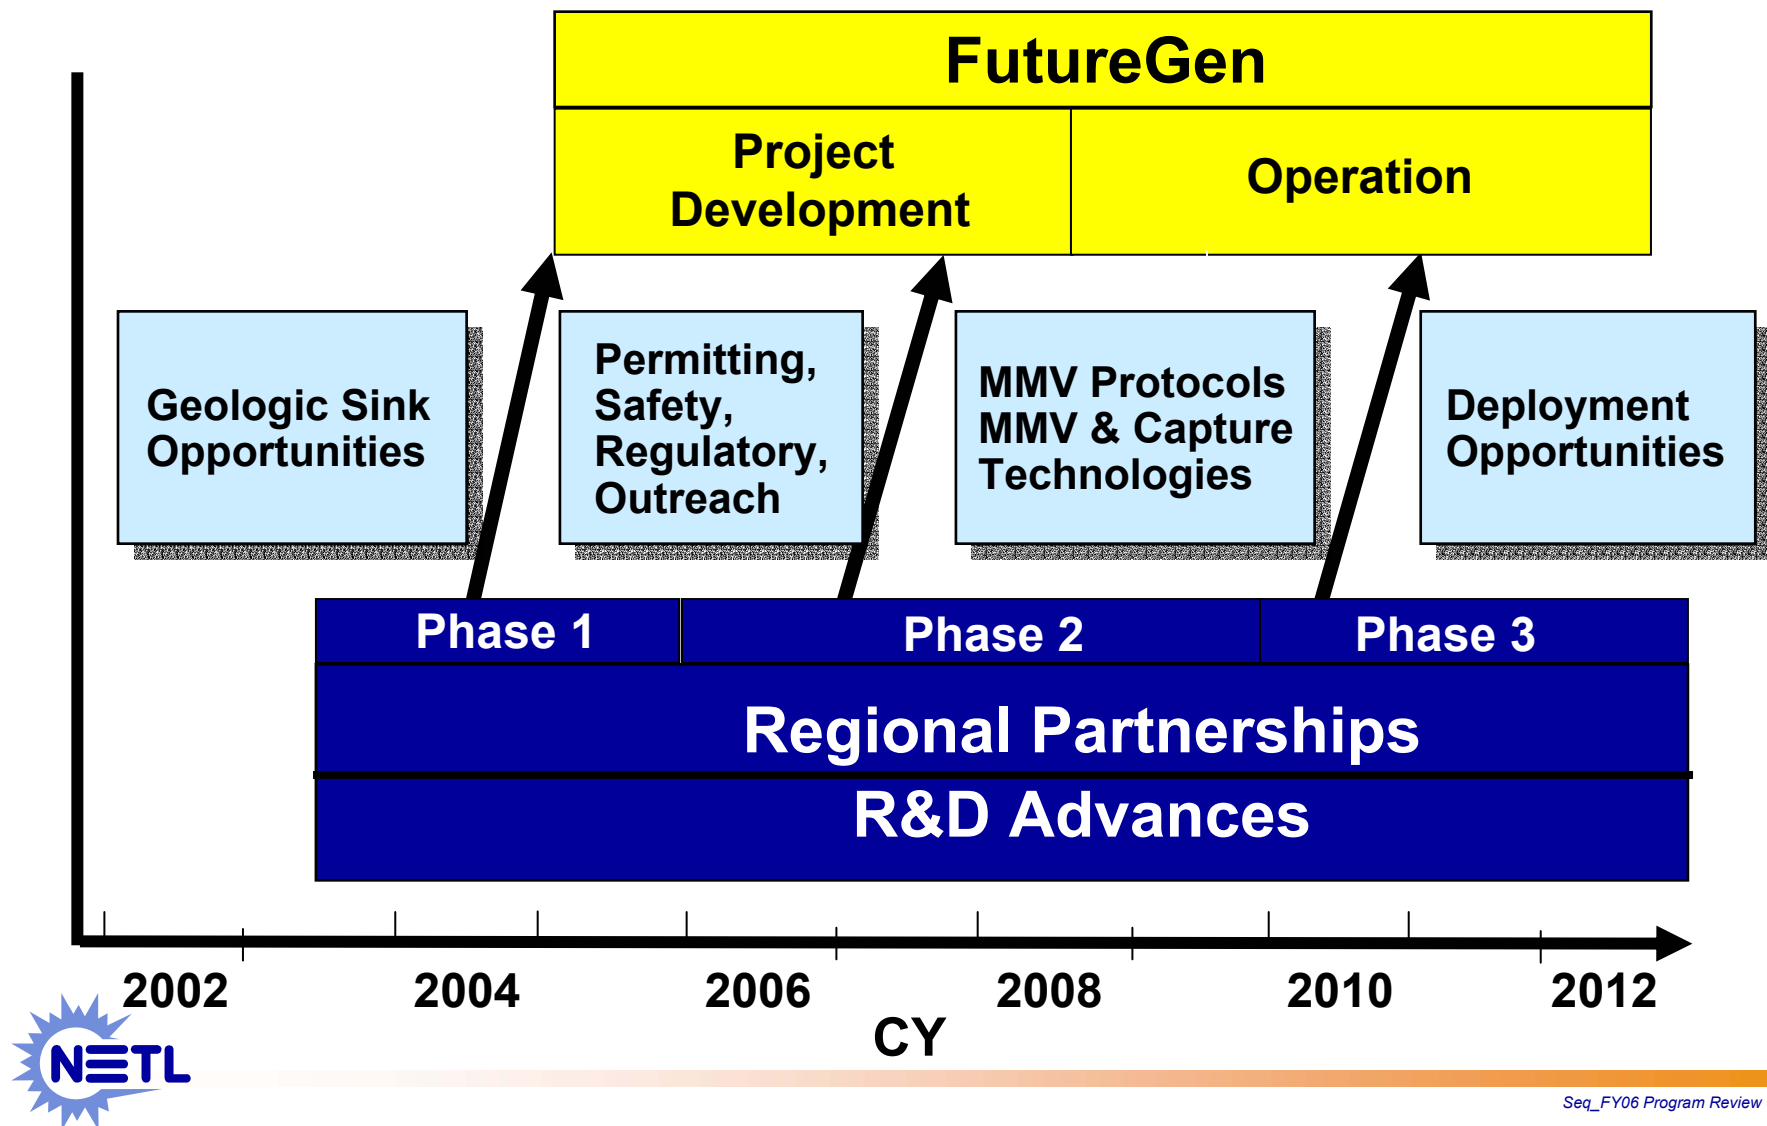 FutureGen
Project
Development
Operation
Geologic Sink
Opportunities
Permitting,
Safety,
Regulatory,
Outreach
MMV Protocols
MMV & Capture
Technologies
Deployment
Opportunities
Phase 1
Phase 2
Phase 3
Regional Partnerships
R&D Advances
2002
2004
2006
2008
2010
2012
CY
NETL
Seq_FY06 Program Review